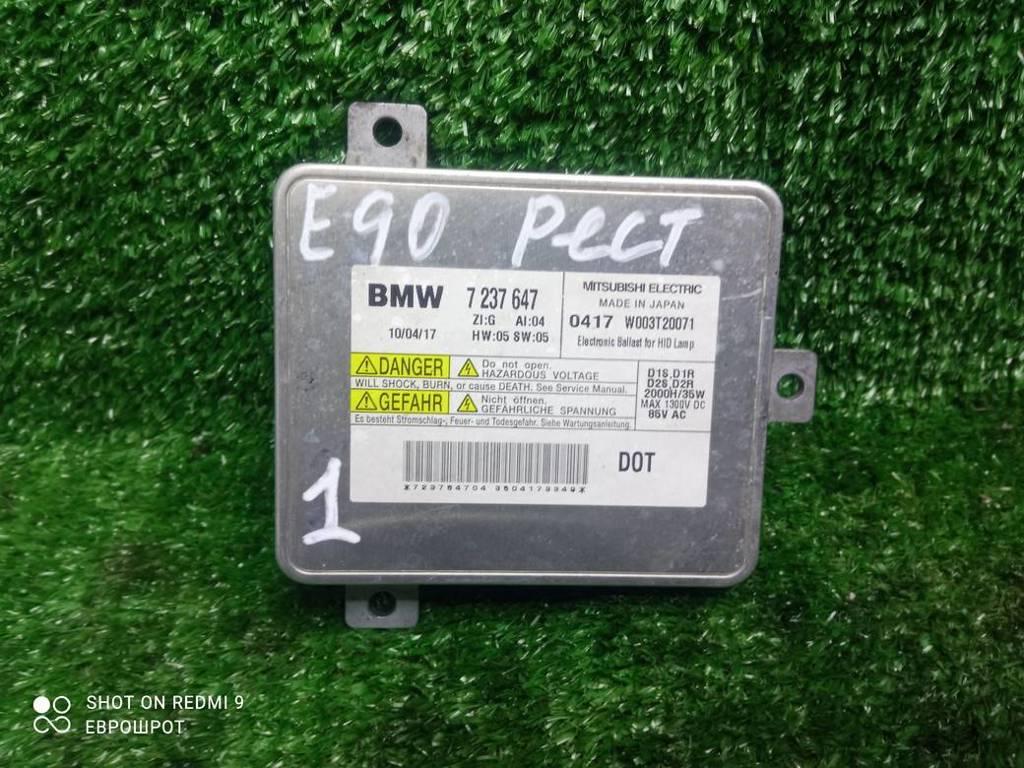 E90 Рест
BMW 7 237 647
ZI:G AI:04
10/04/17 HW:05 SW:05
MITSUBISHI ELECTRIC
MADE IN JAPAN
0417 W003T20071
Electronic Ballast for HID Lamp
DANGER
Do not open.
HAZARDOUS VOLTAGE
WILL SHOCK, BURN, or cause DEATH. See Service Manual.
GEFAHR
Nicht öffnen.
GEFÄHRLICHE SPANNUNG
Es besteht Stromschlag-, Feuer- und Todesgefahr. Siehe Wartungsanleitung.
D1S,D1R
D2S,D2R
2000H/35W
MAX 1300V DC
85V AC
DOT
1
SHOT ON REDMI 9
ЕВРОШРОТ